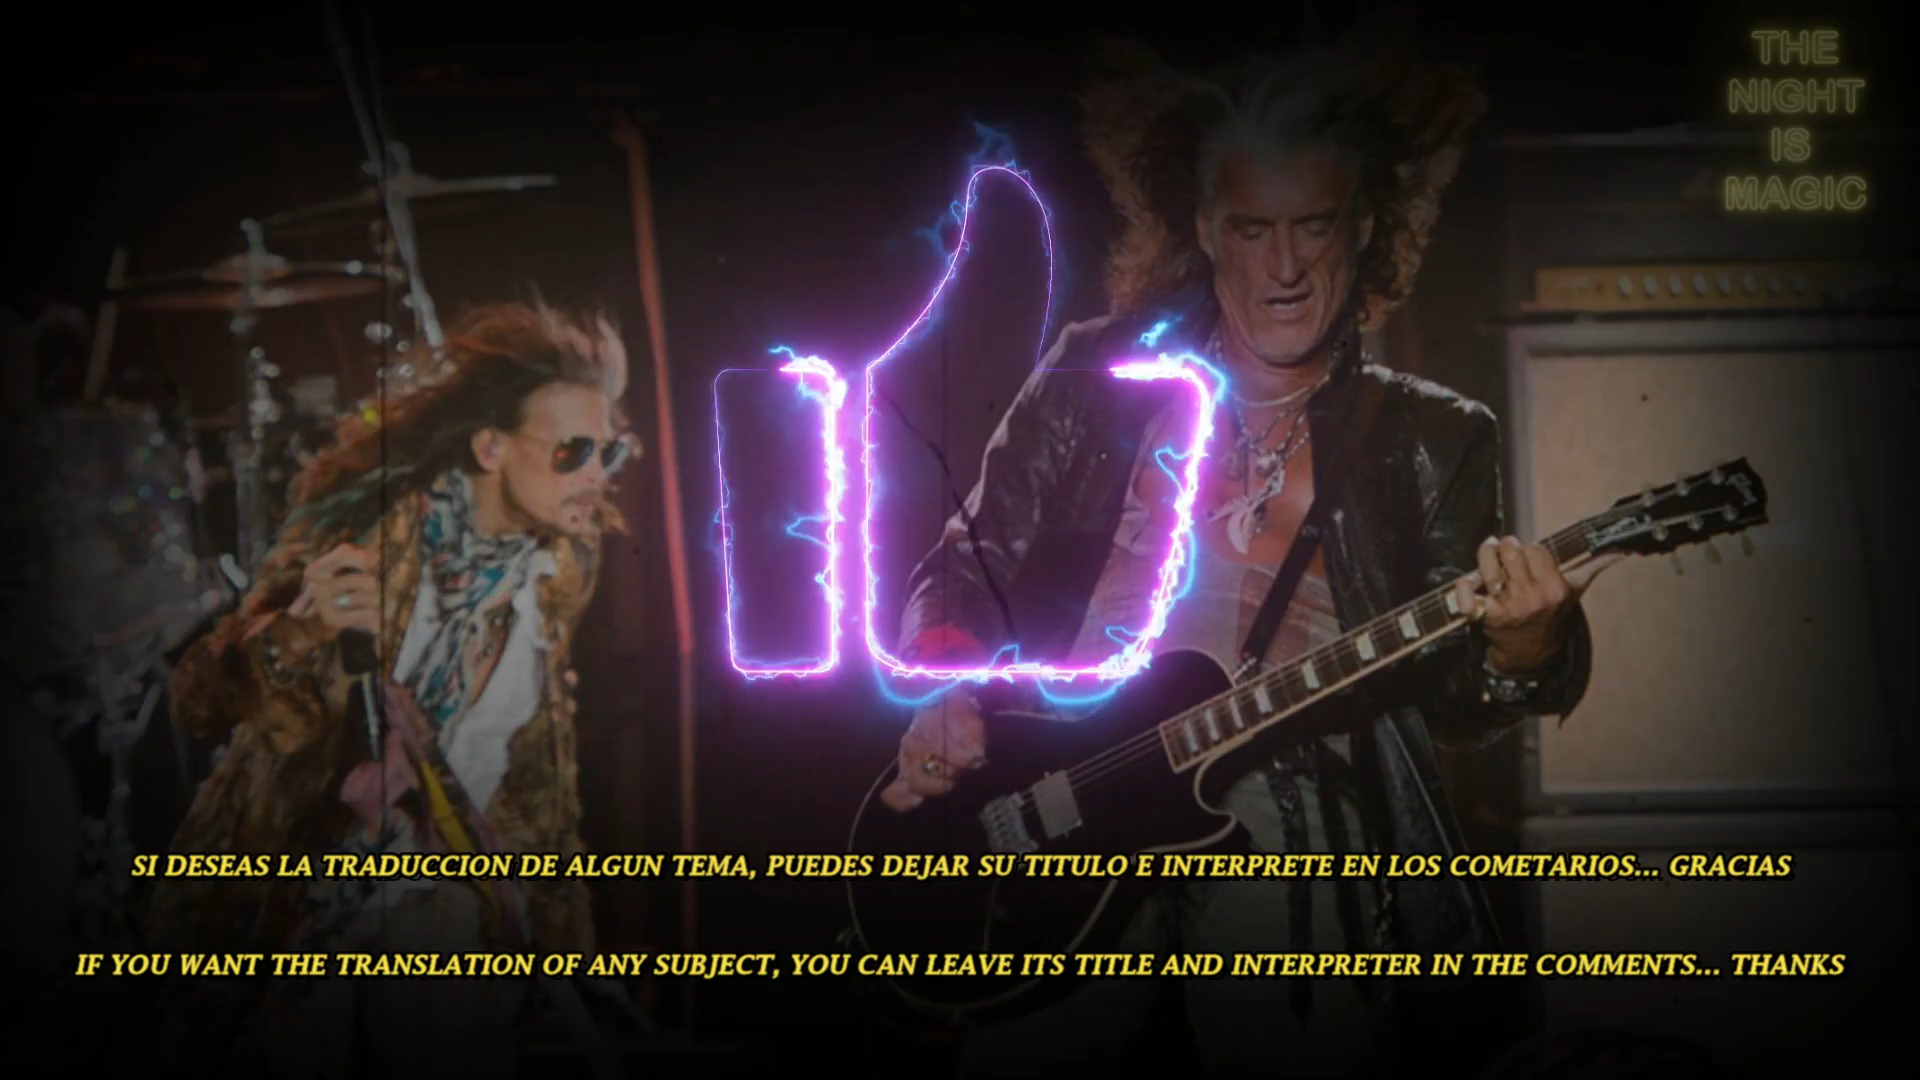 THE
NIGHT
IS
MAGIC
SI DESEAS LA TRADUCCION DE ALGUN TEMA, PUEDES DEJAR SU TITULO E INTERPRETE EN LOS COMETARIOS... GRACIAS
IF YOU WANT THE TRANSLATION OF ANY SUBJECT, YOU CAN LEAVE ITS TITLE AND INTERPRETER IN THE COMMENTS... THANKS